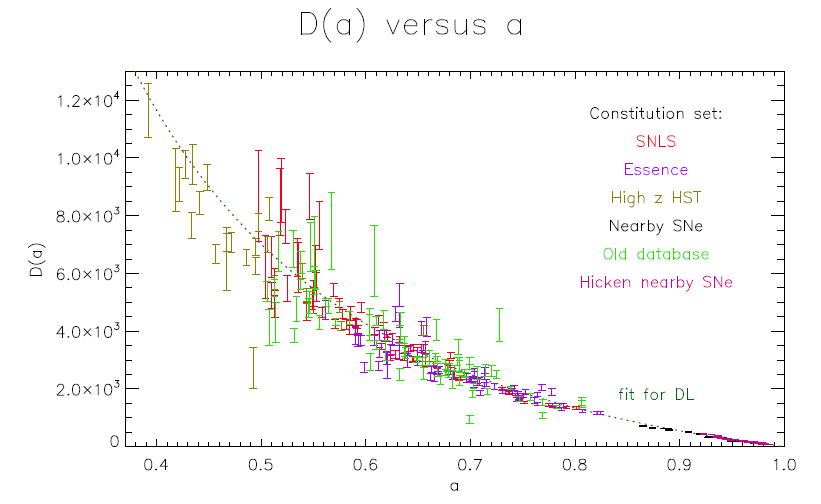 D(a) versus a
1.2×10⁴
1.0×10⁴
8.0×10³
6.0×10³
4.0×10³
2.0×10³
0
D(a)
Constitution set:
SNLS
Essence
High z HST
Nearby SNe
Old database
Hicken nearby SNe
fit for DL
0.4 0.5 0.6 0.7 0.8 0.9 1.0
a